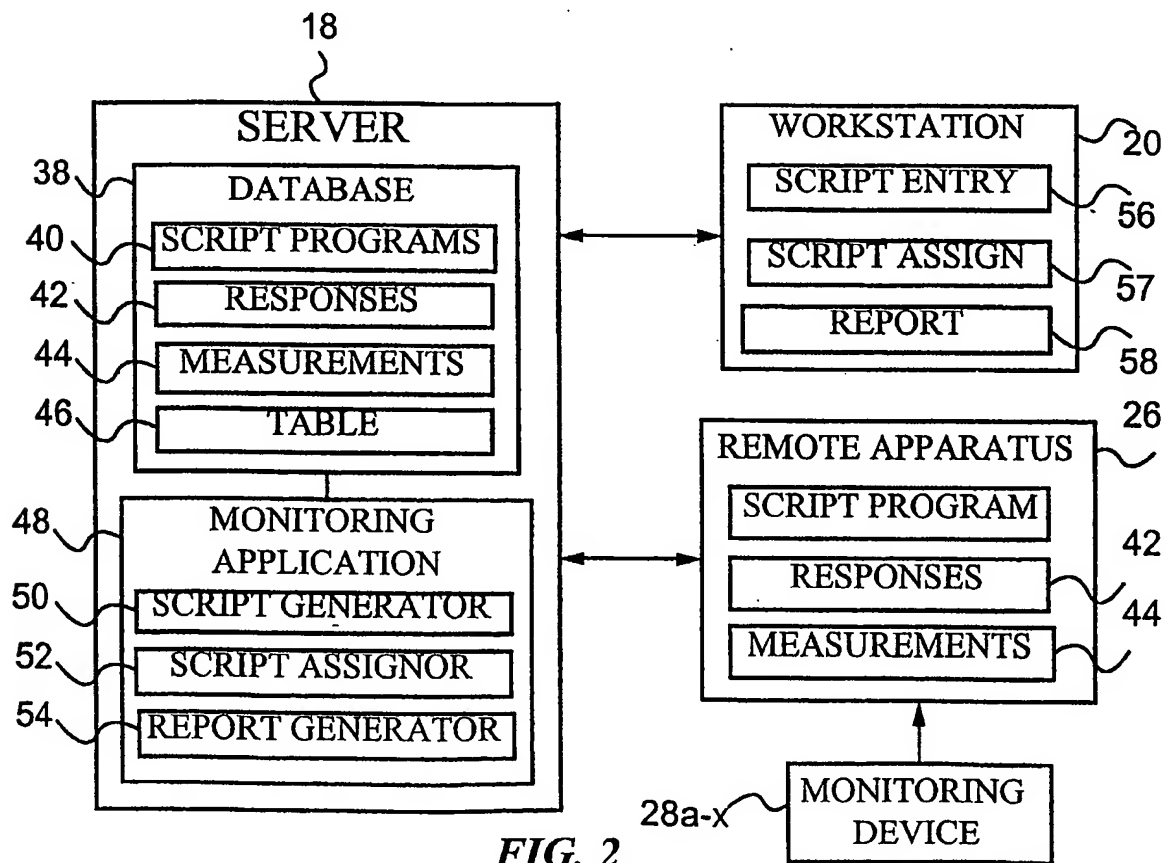 18
SERVER
38
DATABASE
40
SCRIPT PROGRAMS
42
RESPONSES
44
MEASUREMENTS
46
TABLE
48
MONITORING
APPLICATION
50
SCRIPT GENERATOR
52
SCRIPT ASSIGNOR
54
REPORT GENERATOR
WORKSTATION
20
SCRIPT ENTRY
56
SCRIPT ASSIGN
57
REPORT
58
26
REMOTE APPARATUS
SCRIPT PROGRAM
42
RESPONSES
44
MEASUREMENTS
28a-x
MONITORING
DEVICE
FIG. 2